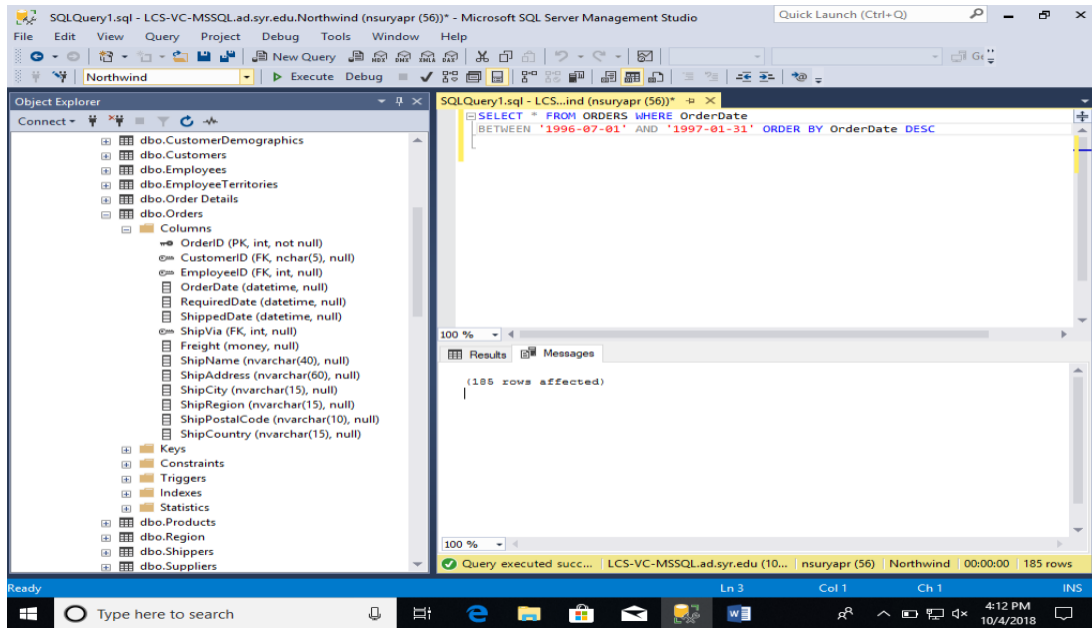 SQLQuery1.sql - LCS-VC-MSSQL.ad.syr.edu.Northwind (nsuryapr (56))* - Microsoft SQL Server Management Studio
Quick Launch (Ctrl+Q)
File Edit View Query Project Debug Tools Window Help
New Query
Northwind Execute Debug
Object Explorer
Connect
dbo.CustomerDemographics
dbo.Customers
dbo.Employees
dbo.EmployeeTerritories
dbo.Order Details
dbo.Orders
Columns
OrderID (PK, int, not null)
CustomerID (FK, nchar(5), null)
EmployeeID (FK, int, null)
OrderDate (datetime, null)
RequiredDate (datetime, null)
ShippedDate (datetime, null)
ShipVia (FK, int, null)
Freight (money, null)
ShipName (nvarchar(40), null)
ShipAddress (nvarchar(60), null)
ShipCity (nvarchar(15), null)
ShipRegion (nvarchar(15), null)
ShipPostalCode (nvarchar(10), null)
ShipCountry (nvarchar(15), null)
Keys
Constraints
Triggers
Indexes
Statistics
dbo.Products
dbo.Region
dbo.Shippers
dbo.Suppliers
SQLQuery1.sql - LCS...ind (nsuryapr (56))*
SELECT * FROM ORDERS WHERE OrderDate
BETWEEN '1996-07-01' AND '1997-01-31' ORDER BY OrderDate DESC
100 %
Results Messages
(185 rows affected)
100 %
Query executed succ... LCS-VC-MSSQL.ad.syr.edu (10... nsuryapr (56) Northwind 00:00:00 185 rows
Ready Ln 3 Col 1 Ch 1 INS
Type here to search
4:12 PM
10/4/2018